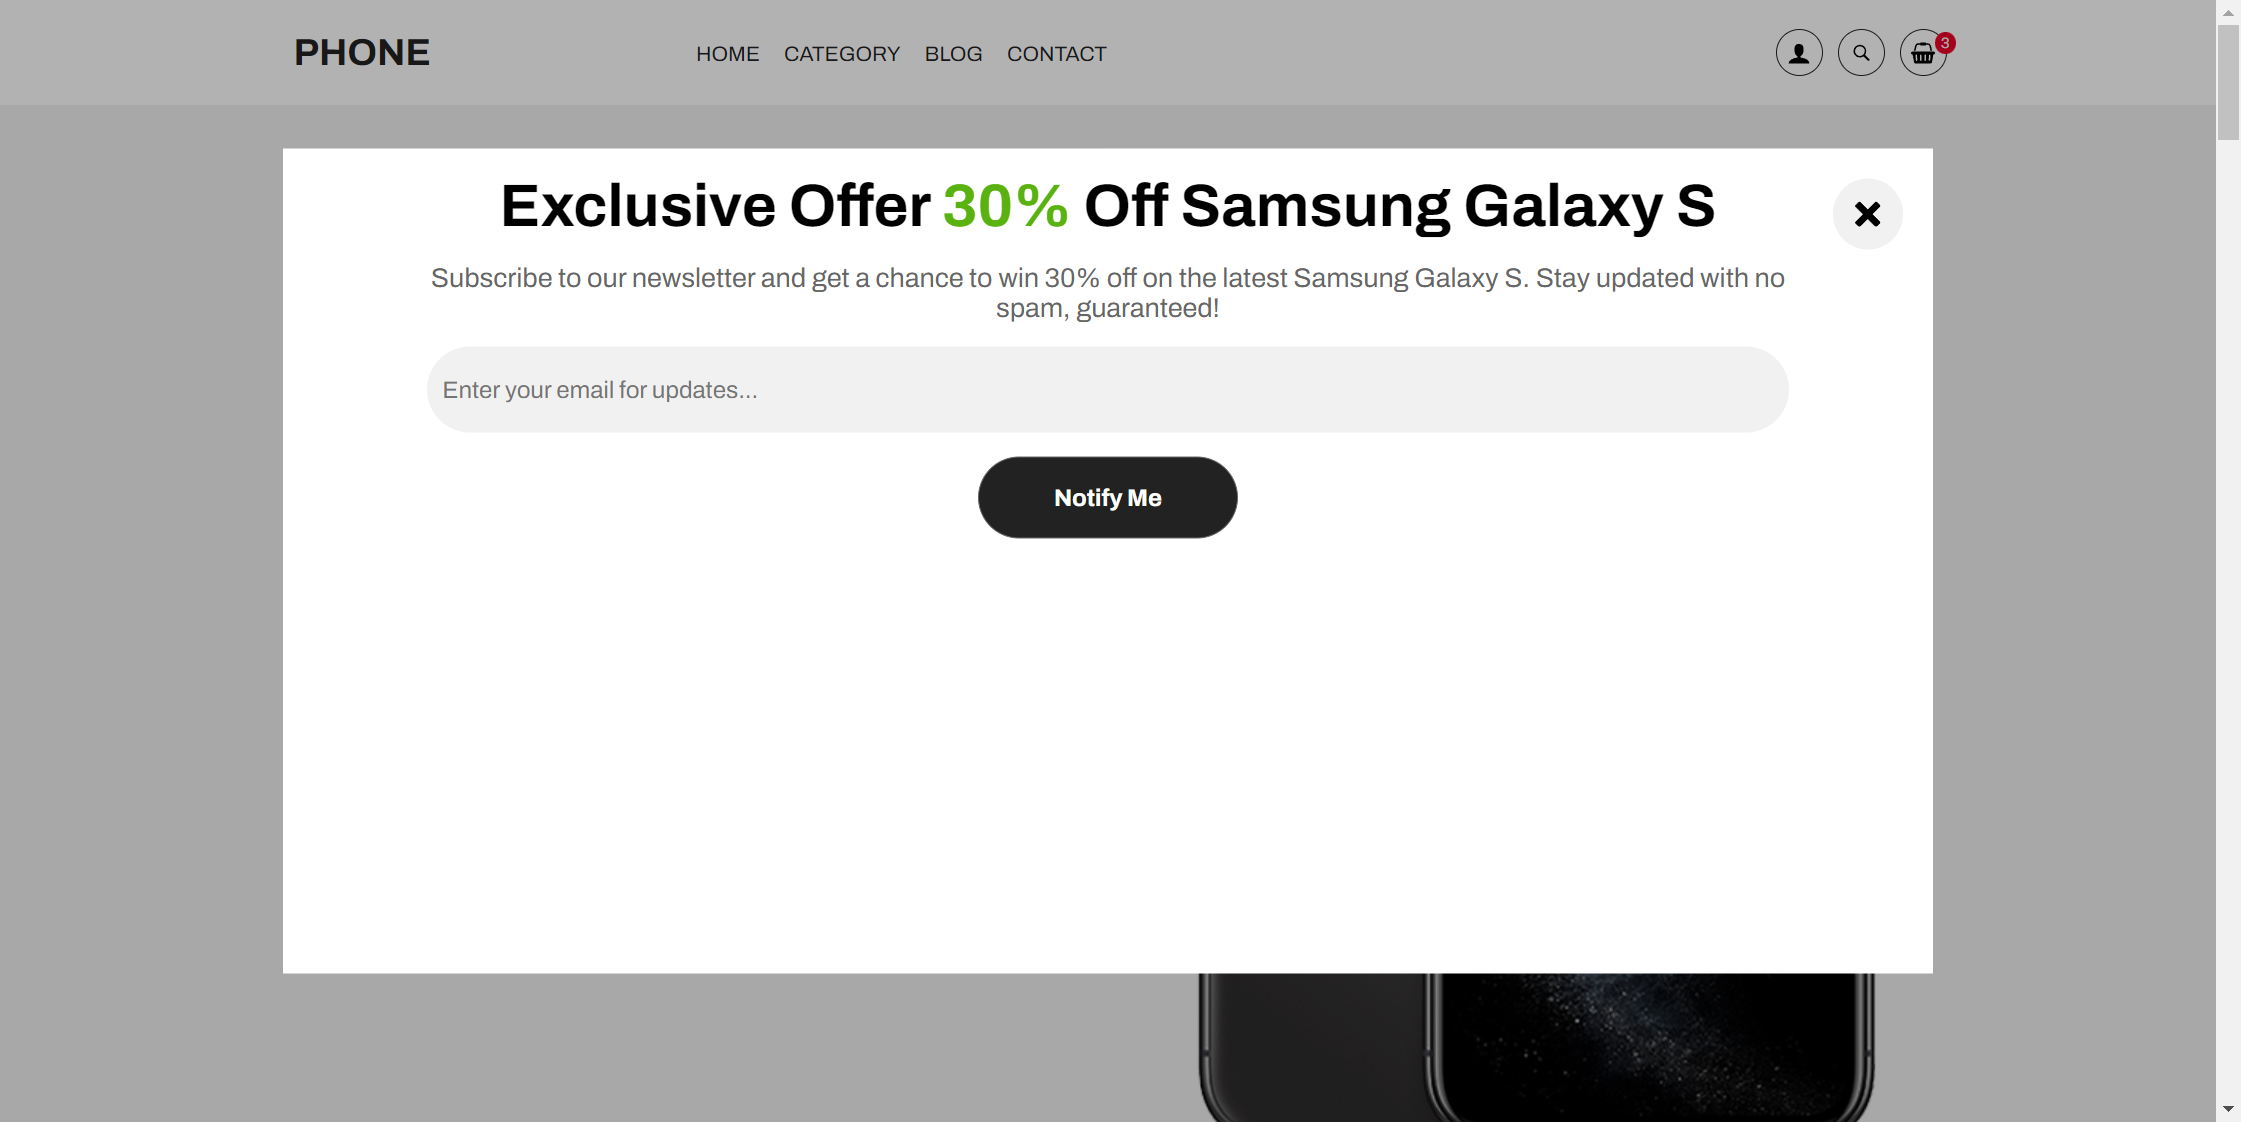 PHONE
HOME CATEGORY BLOG CONTACT
3
Exclusive Offer 30% Off Samsung Galaxy S
Subscribe to our newsletter and get a chance to win 30% off on the latest Samsung Galaxy S. Stay updated with no
spam, guaranteed!
Enter your email for updates...
Notify Me